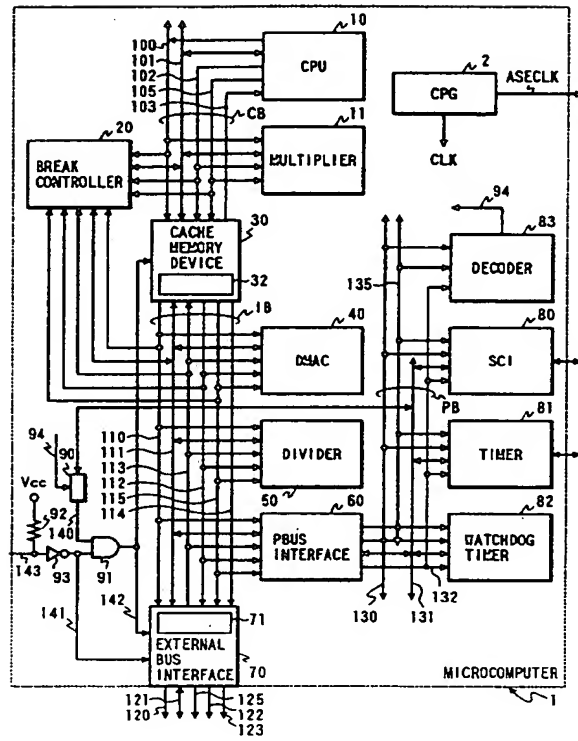 10
100
101
102
105
103
CPU
CB
2
ASECLK
CPG
CLK
20
11
BREAK
CONTROLLER
MULTIPLIER
30
CACHE
MEMORY
DEVICE
32
94
83
DECODER
135
IB
40
DMAC
80
SCI
PB
94
90
Vcc
92
140
110
111
113
112
115
114
DIVIDER
50
81
TIMER
60
PBUS
INTERFACE
82
WATCHDOG
TIMER
143
93
91
141
142
130
131
132
71
EXTERNAL
BUS
INTERFACE
70
MICROCOMPUTER
1
121
120
125
122
123